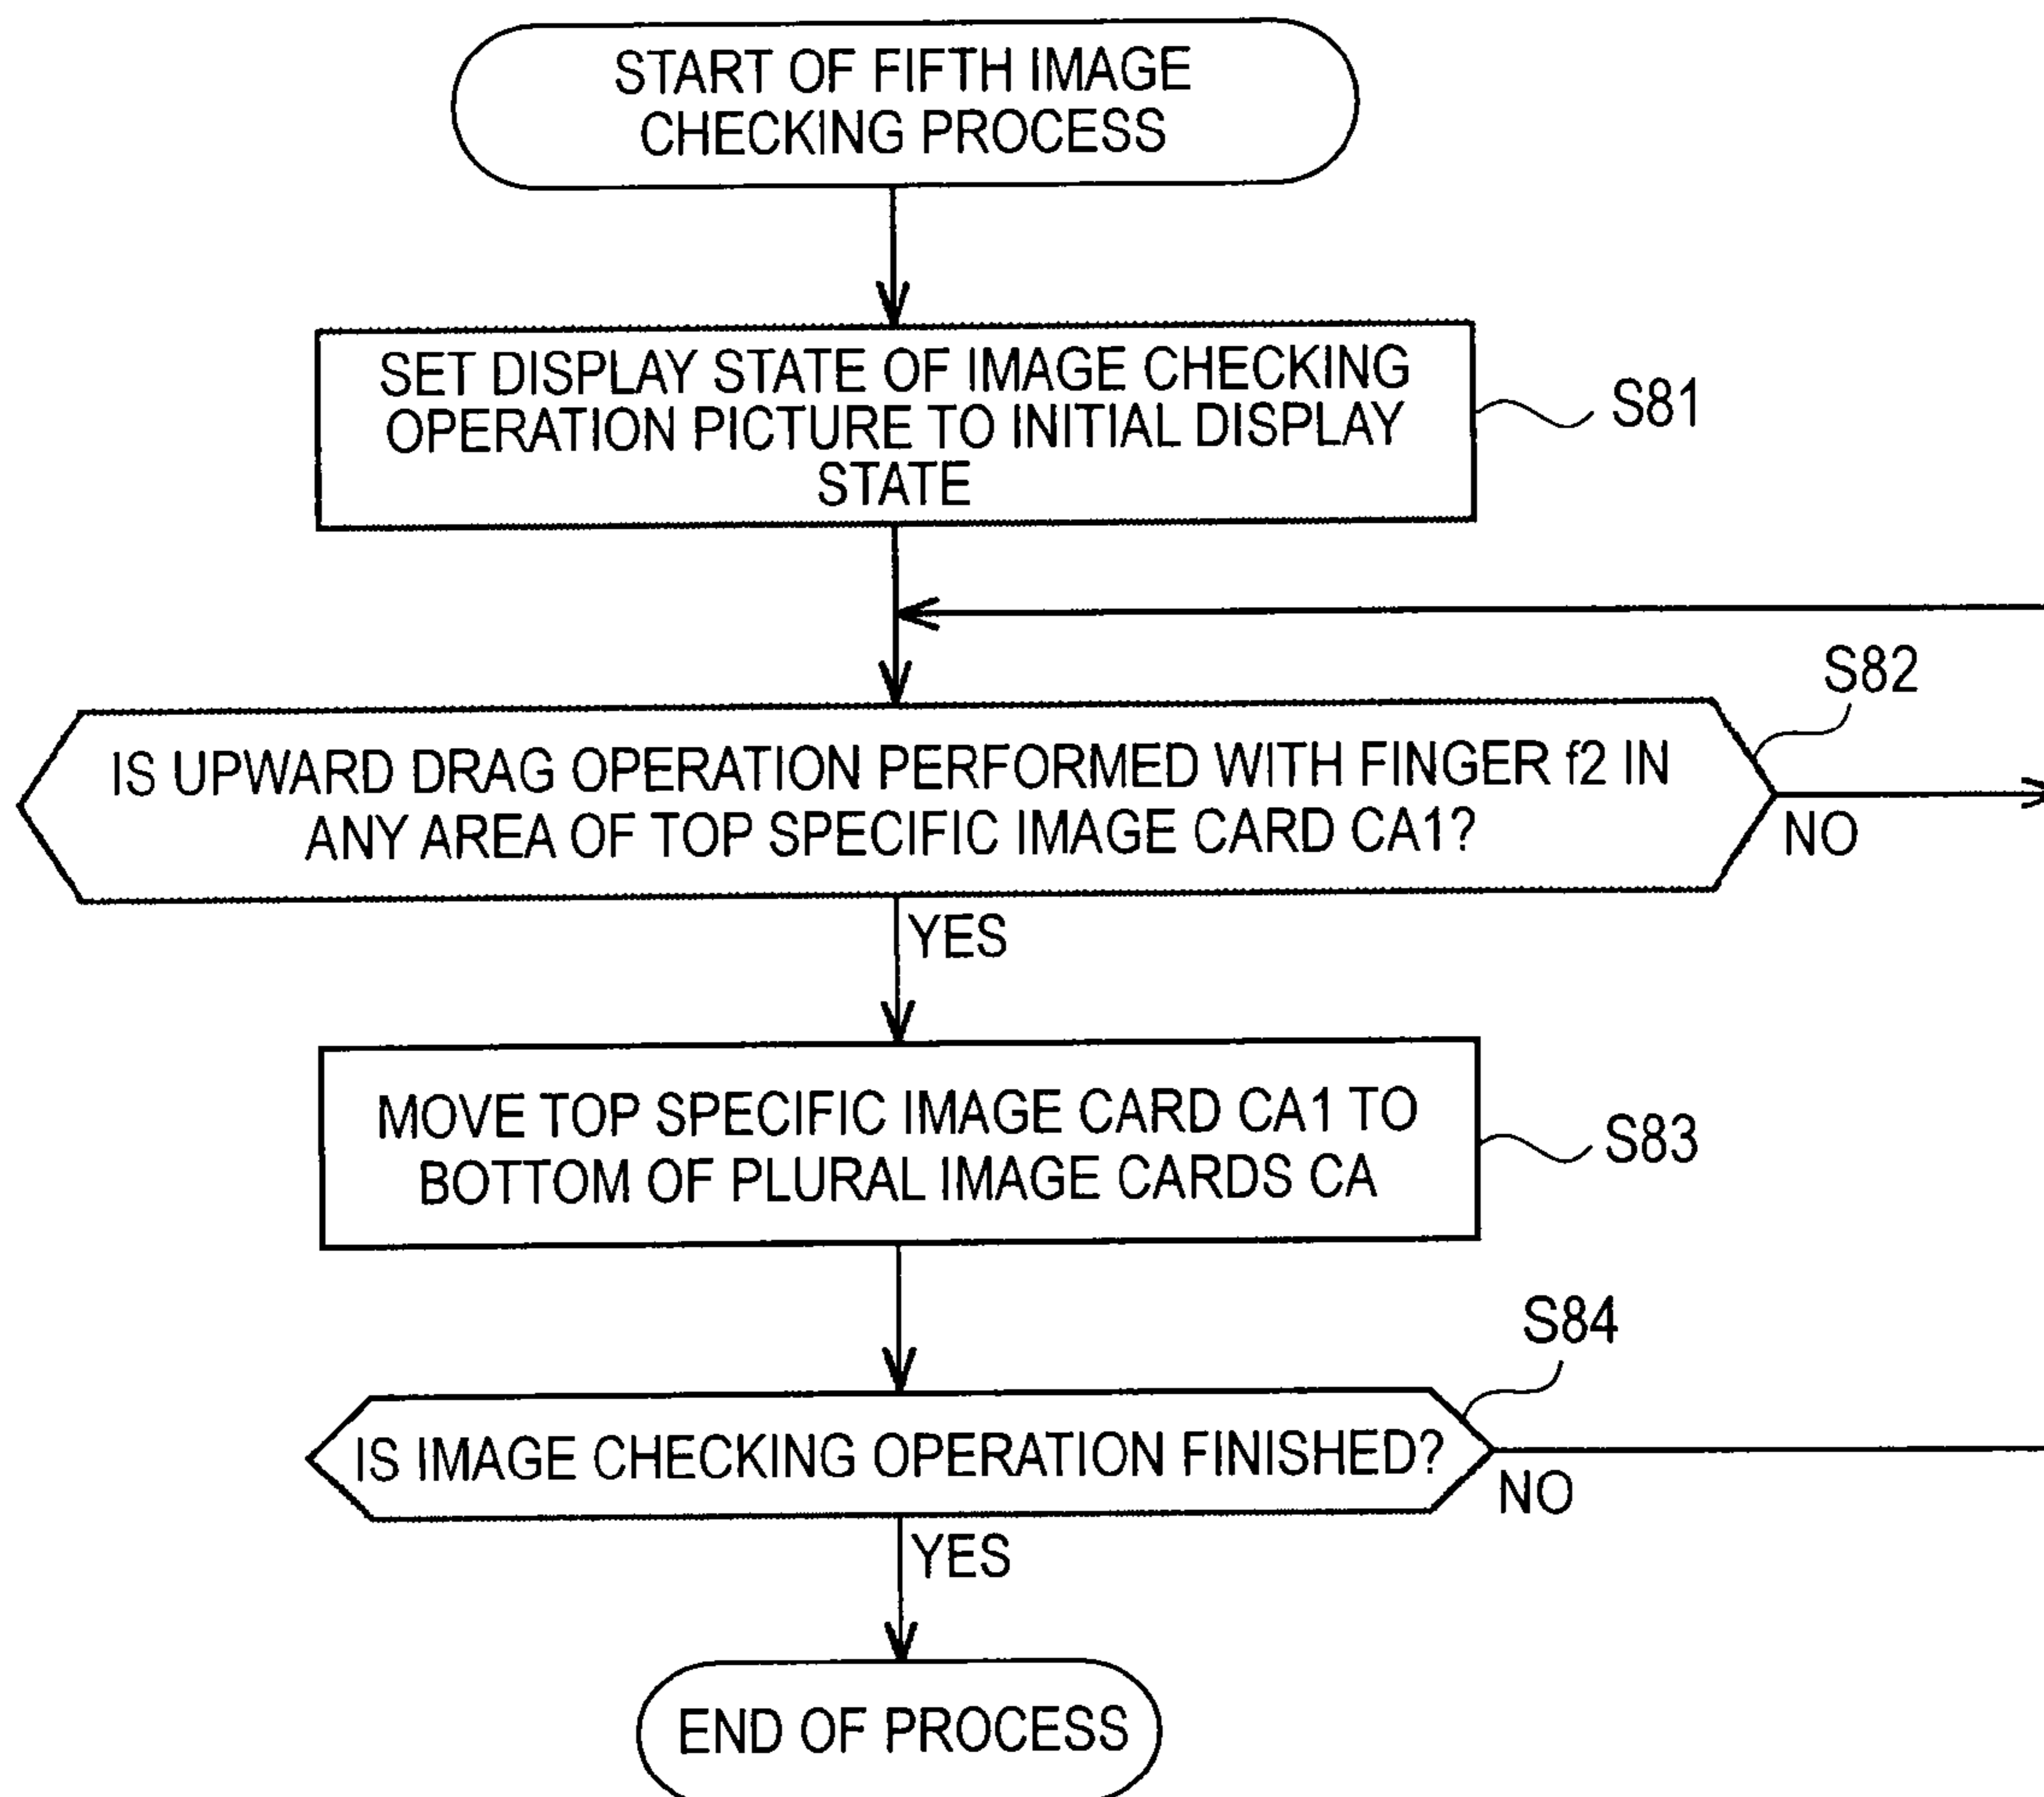 START OF FIFTH IMAGE
CHECKING PROCESS
SET DISPLAY STATE OF IMAGE CHECKING
OPERATION PICTURE TO INITIAL DISPLAY
STATE
S81
S82
IS UPWARD DRAG OPERATION PERFORMED WITH FINGER f2 IN
ANY AREA OF TOP SPECIFIC IMAGE CARD CA1?
NO
YES
MOVE TOP SPECIFIC IMAGE CARD CA1 TO
BOTTOM OF PLURAL IMAGE CARDS CA
S83
S84
IS IMAGE CHECKING OPERATION FINISHED?
NO
YES
END OF PROCESS